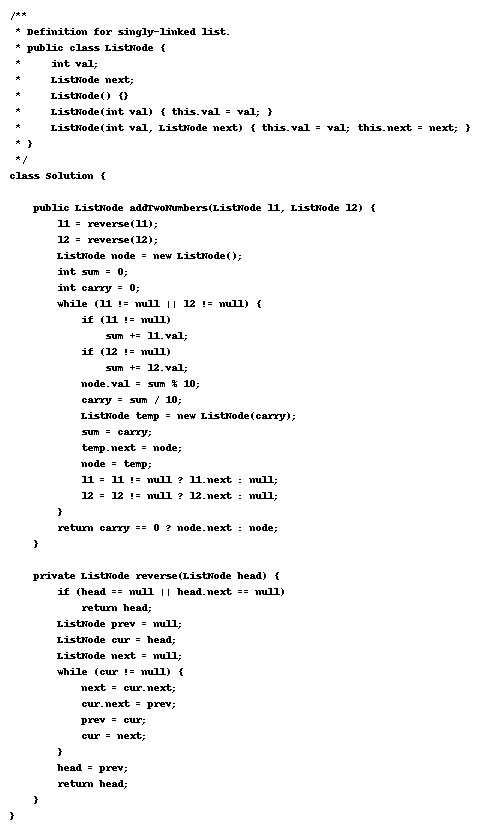 /**
 * Definition for singly-linked list.
 * public class ListNode {
 *     int val;
 *     ListNode next;
 *     ListNode() {}
 *     ListNode(int val) { this.val = val; }
 *     ListNode(int val, ListNode next) { this.val = val; this.next = next; }
 * }
 */
class Solution {

    public ListNode addTwoNumbers(ListNode l1, ListNode l2) {
        l1 = reverse(l1);
        l2 = reverse(l2);
        ListNode node = new ListNode();
        int sum = 0;
        int carry = 0;
        while (l1 != null || l2 != null) {
            if (l1 != null)
                sum += l1.val;
            if (l2 != null)
                sum += l2.val;
            node.val = sum % 10;
            carry = sum / 10;
            ListNode temp = new ListNode(carry);
            sum = carry;
            temp.next = node;
            node = temp;
            l1 = l1 != null ? l1.next : null;
            l2 = l2 != null ? l2.next : null;
        }
        return carry == 0 ? node.next : node;
    }

    private ListNode reverse(ListNode head) {
        if (head == null || head.next == null)
            return head;
        ListNode prev = null;
        ListNode cur = head;
        ListNode next = null;
        while (cur != null) {
            next = cur.next;
            cur.next = prev;
            prev = cur;
            cur = next;
        }
        head = prev;
        return head;
    }
}